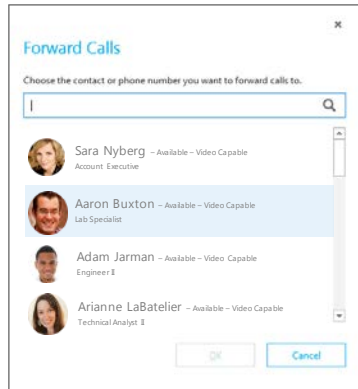 Forward Calls
Choose the contact or phone number you want to forward calls to.
Sara Nyberg – Available – Video Capable
Account Executive
Aaron Buxton – Available – Video Capable
Lab Specialist
Adam Jarman – Available – Video Capable
Engineer II
Arianne LaBatelier – Available – Video Capable
Technical Analyst II
OK Cancel